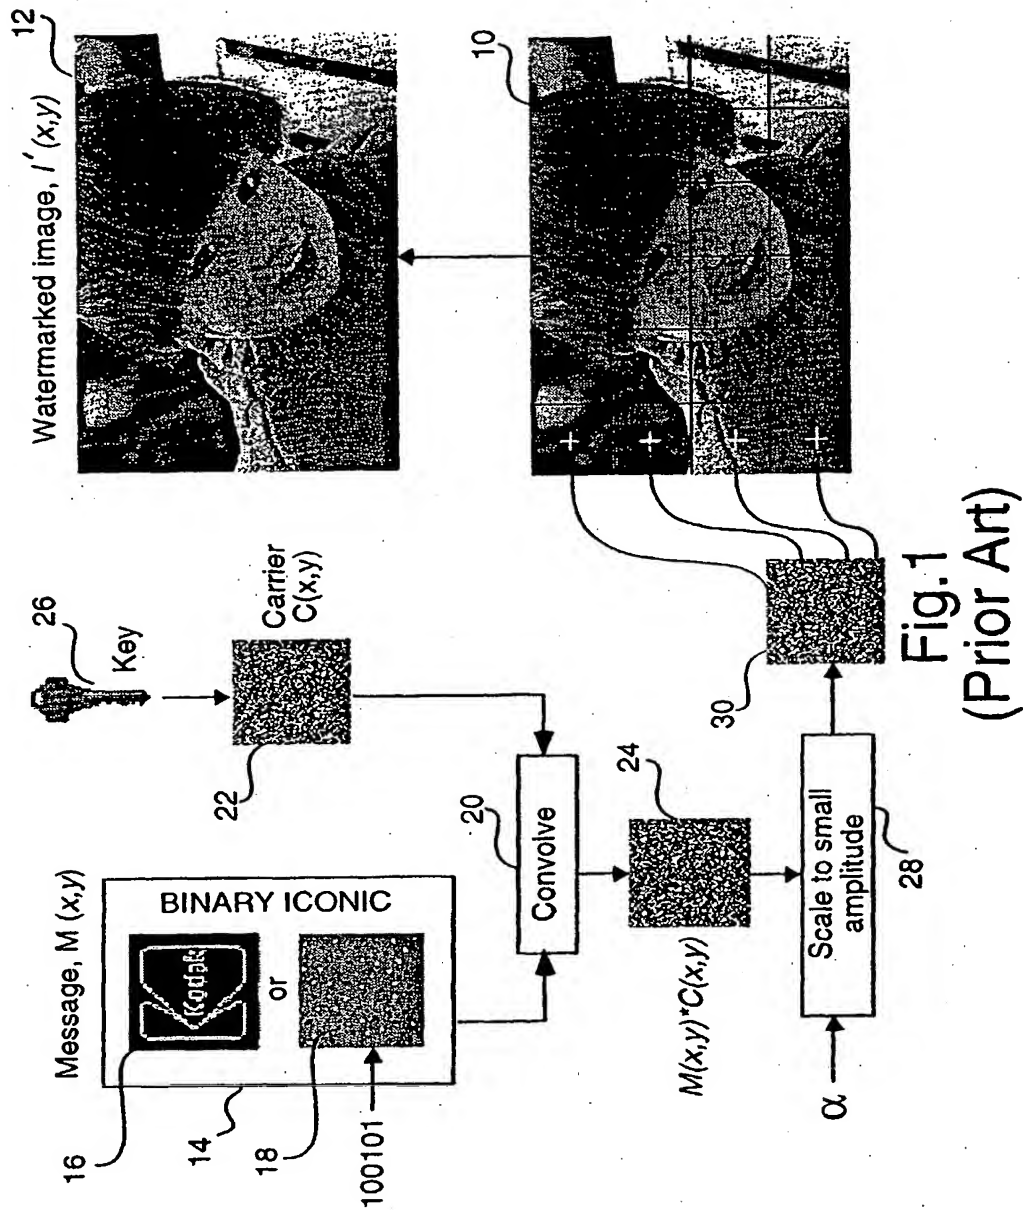 12
Watermarked image, I′(x,y)
10
26
Key
Carrier
C(x,y)
22
Message, M (x,y)
BINARY ICONIC
Kodak
or
16
14
18
100101
20
Convolve
24
M(x,y)*C(x,y)
Scale to small
amplitude
28
α
30
+
+
+
+
Fig.1
(Prior Art)